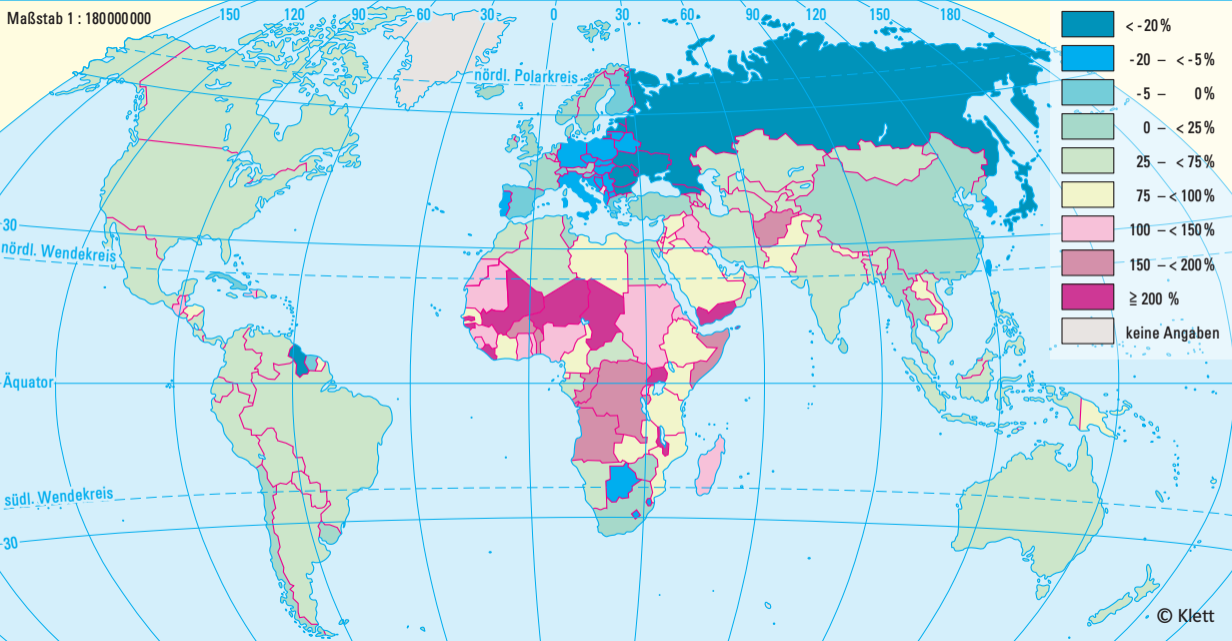 Maßstab 1 : 180 000 000
150 120 90 60 30 0 30 60 90 120 150 180
nördl. Polarkreis
30
nördl. Wendekreis
Äquator
südl. Wendekreis
30
< -20 %
-20 – < -5 %
-5 – 0 %
0 – < 25 %
25 – < 75 %
75 – < 100 %
100 – < 150 %
150 – < 200 %
≧ 200 %
keine Angaben
© Klett